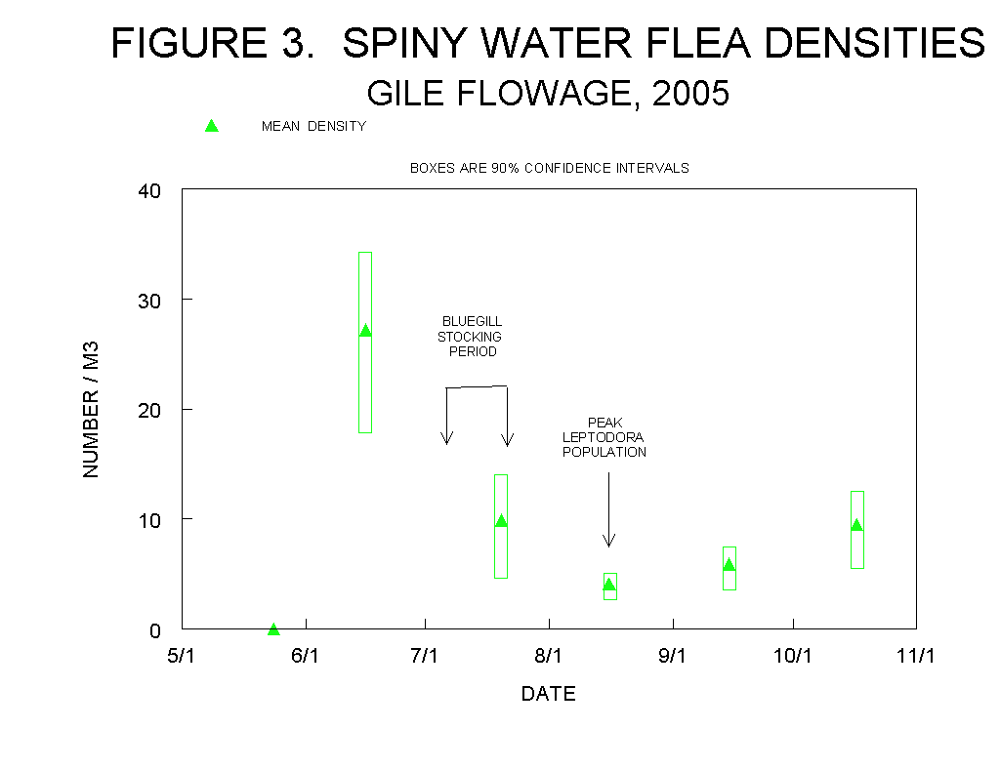 FIGURE 3. SPINY WATER FLEA DENSITIES
GILE FLOWAGE, 2005
MEAN DENSITY
BOXES ARE 90% CONFIDENCE INTERVALS
40
30
20
10
0
NUMBER / M3
BLUEGILL
STOCKING
PERIOD
PEAK
LEPTODORA
POPULATION
5/1
6/1
7/1
8/1
9/1
10/1
11/1
DATE